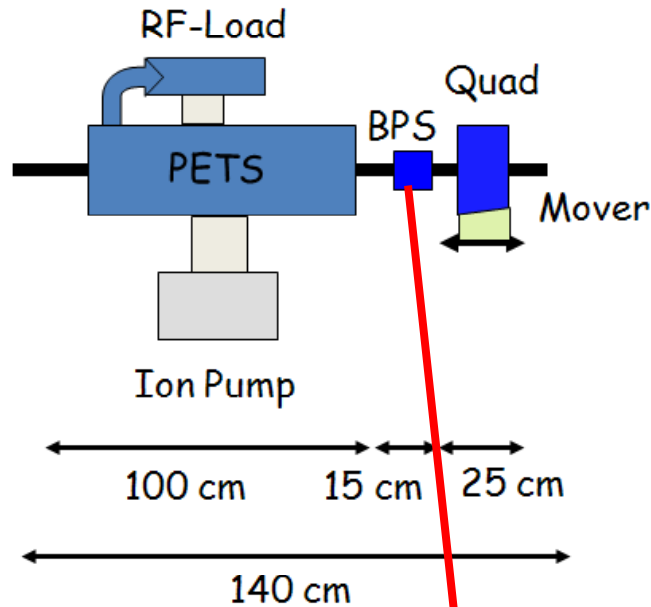 RF-Load
Quad
BPS
PETS
Mover
Ion Pump
100 cm
15 cm
25 cm
140 cm